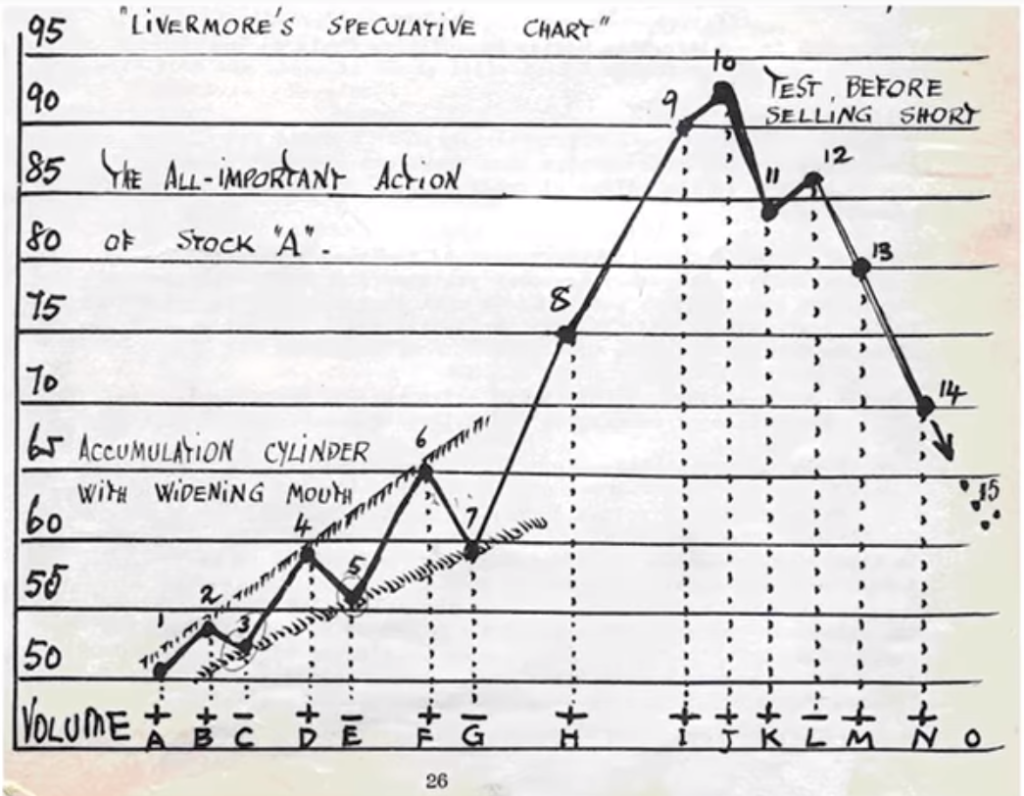 "LIVERMORE'S SPECULATIVE CHART"
95
90
85
80
75
70
65
60
55
50
THE ALL-IMPORTANT ACTION
OF STOCK "A".
TEST BEFORE
SELLING SHORT
ACCUMULATION CYLINDER
WITH WIDENING MOUTH
1
2
3
4
5
6
7
8
9
10
11
12
13
14
15
VOLUME + + - + - + - + + + + - + +
A B C D E F G H I J K L M N O
26